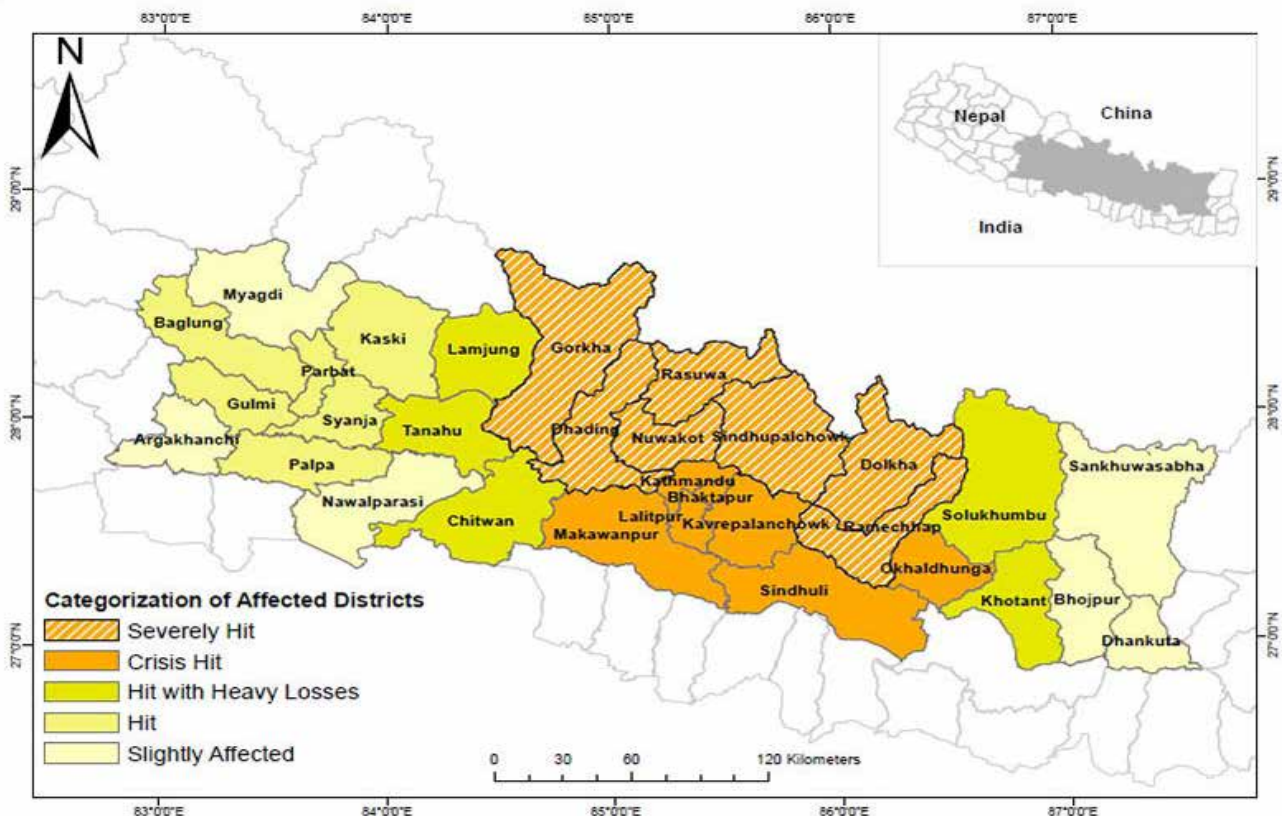 83°0'0"E 84°0'0"E 85°0'0"E 86°0'0"E 87°0'0"E
N
Nepal
China
India
29°0'0"N
29°0'0"N
Myagdi
Baglung
Kaski
Lamjung
Gorkha
Parbat
Rasuwa
Gulmi
Syanja
28°0'0"N
28°0'0"N
Argakhanchi
Tanahu
Dhading
Nuwakot
Sindhupalchowk
Dolkha
Palpa
Sankhuwasabha
Nawalparasi
Kathmandu
Bhaktapur
Chitwan
Lalitpur
Kavrepalanchowk
Ramechhap
Solukhumbu
Makawanpur
Okhaldhunga
Sindhuli
Khotant
Bhojpur
Dhankuta
27°0'0"N
27°0'0"N
Categorization of Affected Districts
Severely Hit
Crisis Hit
Hit with Heavy Losses
Hit
Slightly Affected
0 30 60 120 Kilometers
83°0'0"E 84°0'0"E 85°0'0"E 86°0'0"E 87°0'0"E